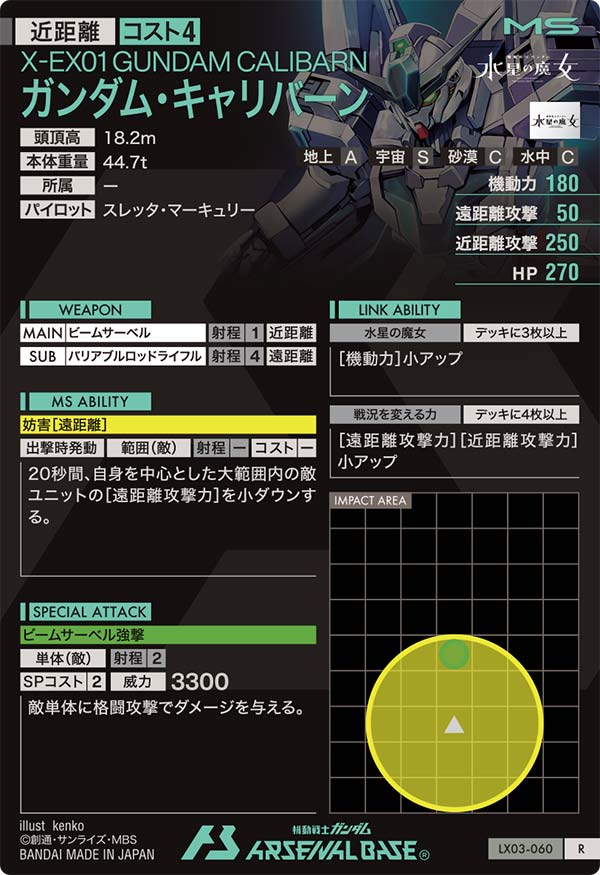 近距離 コスト4
MS
X-EX01 GUNDAM CALIBARN
ガンダム・キャリバーン
水星の魔女
水星の魔女
頭頂高 18.2m
本体重量 44.7t
所属 ー
パイロット スレッタ・マーキュリー
地上 A 宇宙 S 砂漠 C 水中 C
機動力 180
遠距離攻撃 50
近距離攻撃 250
HP 270
WEAPON
MAIN ビームサーベル 射程 1 近距離
SUB バリアブルロッドライフル 射程 4 遠距離
MS ABILITY
妨害[遠距離]
出撃時発動 範囲(敵) 射程 ー コスト ー
20秒間、自身を中心とした大範囲内の敵
ユニットの[遠距離攻撃力]を小ダウンす
る。
SPECIAL ATTACK
ビームサーベル強撃
単体(敵) 射程 2
SPコスト 2 威力 3300
敵単体に格闘攻撃でダメージを与える。
LINK ABILITY
水星の魔女 デッキに3枚以上
[機動力]小アップ
戦況を変える力 デッキに4枚以上
[遠距離攻撃力][近距離攻撃力]
小アップ
IMPACT AREA
illust kenko
©創通・サンライズ・MBS
BANDAI MADE IN JAPAN
機動戦士ガンダム
AB ARSENAL BASE ®
LX03-060 R